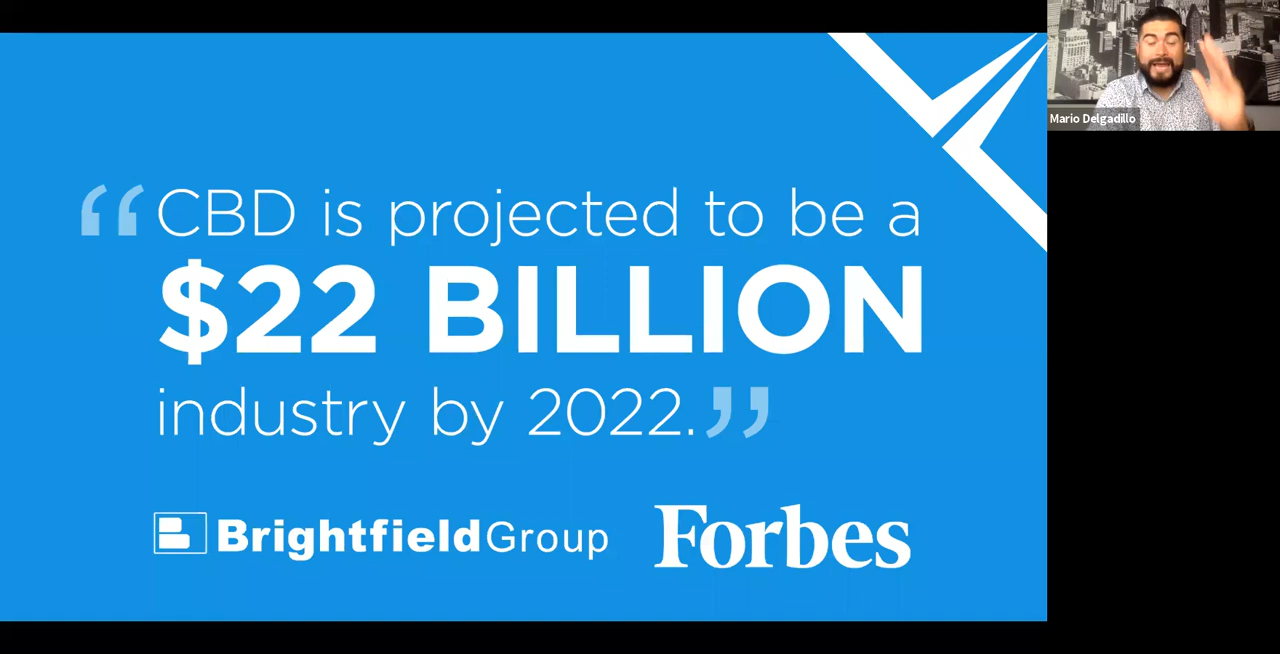 “CBD is projected to be a
$22 BILLION
industry by 2022.”
BrightfieldGroup
Forbes
Mario Delgadillo